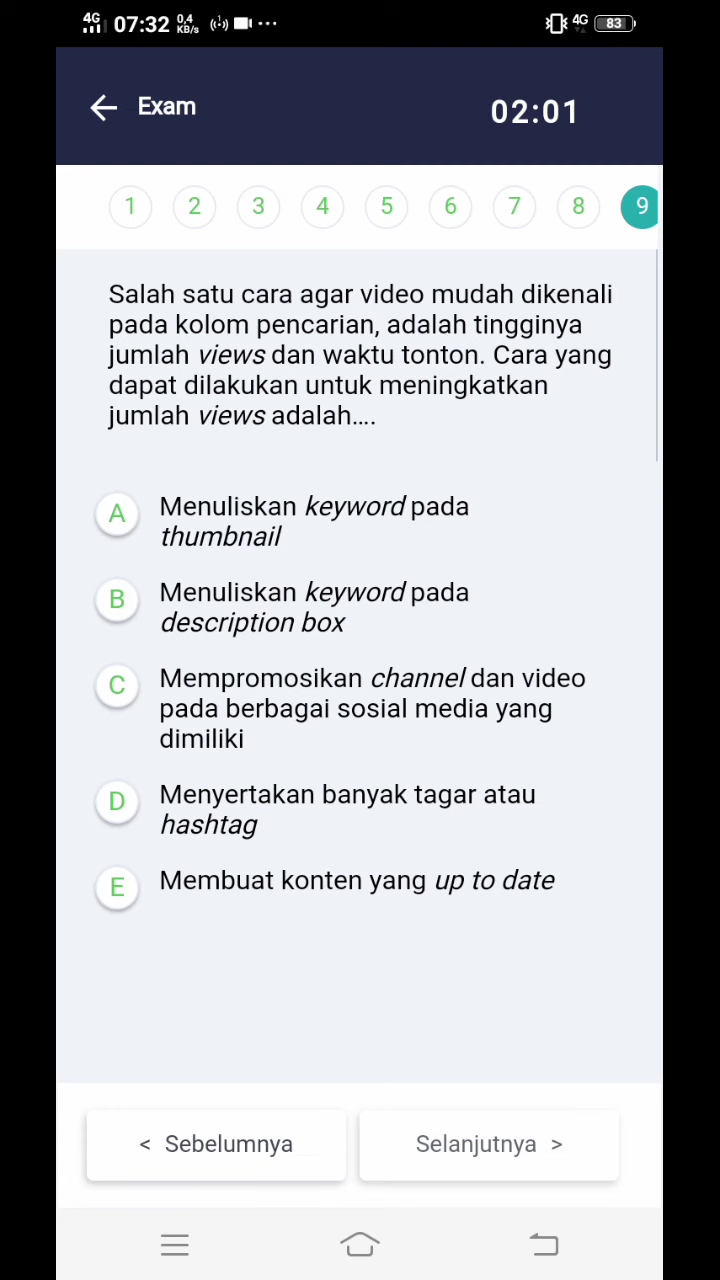 4G 07:32 0,4 KB/s 4G 83
Exam 02:01
1 2 3 4 5 6 7 8 9
Salah satu cara agar video mudah dikenali
pada kolom pencarian, adalah tingginya
jumlah views dan waktu tonton. Cara yang
dapat dilakukan untuk meningkatkan
jumlah views adalah....
A Menuliskan keyword pada
thumbnail
B Menuliskan keyword pada
description box
C Mempromosikan channel dan video
pada berbagai sosial media yang
dimiliki
D Menyertakan banyak tagar atau
hashtag
E Membuat konten yang up to date
< Sebelumnya Selanjutnya >